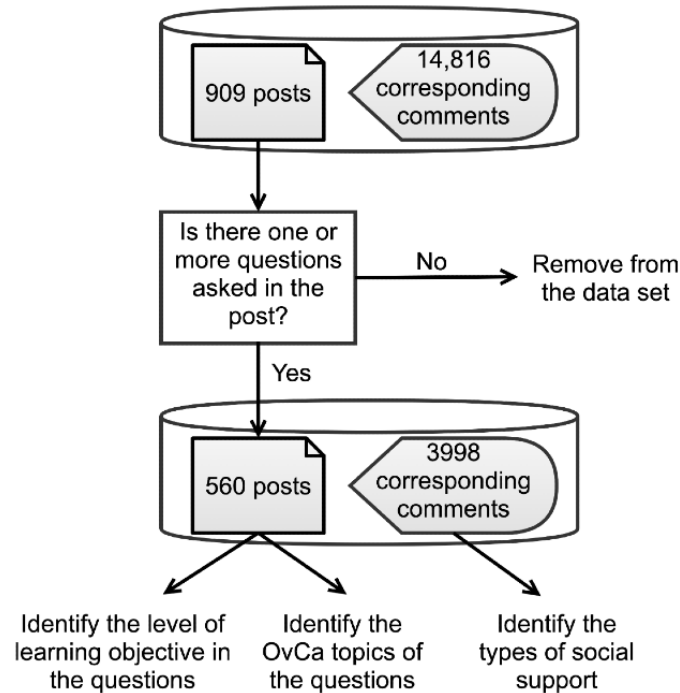 909 posts
14,816
corresponding
comments
Is there one or
more questions
asked in the
post?
No
Remove from
the data set
Yes
560 posts
3998
corresponding
comments
Identify the level of
learning objective in
the questions
Identify the
OvCa topics of
the questions
Identify the
types of social
support